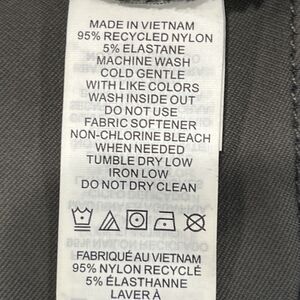 MADE IN VIETNAM
95% RECYCLED NYLON
5% ELASTANE
MACHINE WASH
COLD GENTLE
WITH LIKE COLORS
WASH INSIDE OUT
DO NOT USE
FABRIC SOFTENER
NON-CHLORINE BLEACH
WHEN NEEDED
TUMBLE DRY LOW
IRON LOW
DO NOT DRY CLEAN
FABRIQUÉ AU VIETNAM
95% NYLON RECYCLÉ
5% ÉLASTHANNE
LAVER À